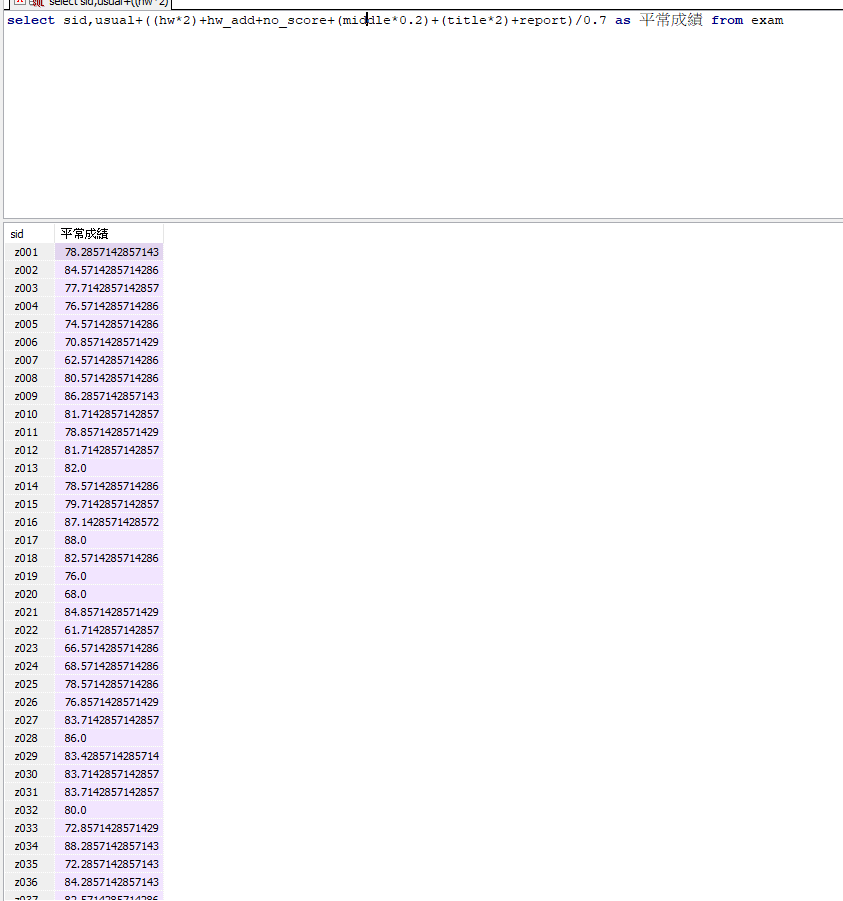 select sid,usual+((hw*2)
select sid,usual+((hw*2)+hw_add+no_score+(middle*0.2)+(title*2)+report)/0.7 as 平常成績 from exam
sid 平常成績
z001 78.2857142857143
z002 84.5714285714286
z003 77.7142857142857
z004 76.5714285714286
z005 74.5714285714286
z006 70.8571428571429
z007 62.5714285714286
z008 80.5714285714286
z009 86.2857142857143
z010 81.7142857142857
z011 78.8571428571429
z012 81.7142857142857
z013 82.0
z014 78.5714285714286
z015 79.7142857142857
z016 87.1428571428572
z017 88.0
z018 82.5714285714286
z019 76.0
z020 68.0
z021 84.8571428571429
z022 61.7142857142857
z023 66.5714285714286
z024 68.5714285714286
z025 78.5714285714286
z026 76.8571428571429
z027 83.7142857142857
z028 86.0
z029 83.4285714285714
z030 83.7142857142857
z031 83.7142857142857
z032 80.0
z033 72.8571428571429
z034 88.2857142857143
z035 72.2857142857143
z036 84.2857142857143
z037 82.5714285714286